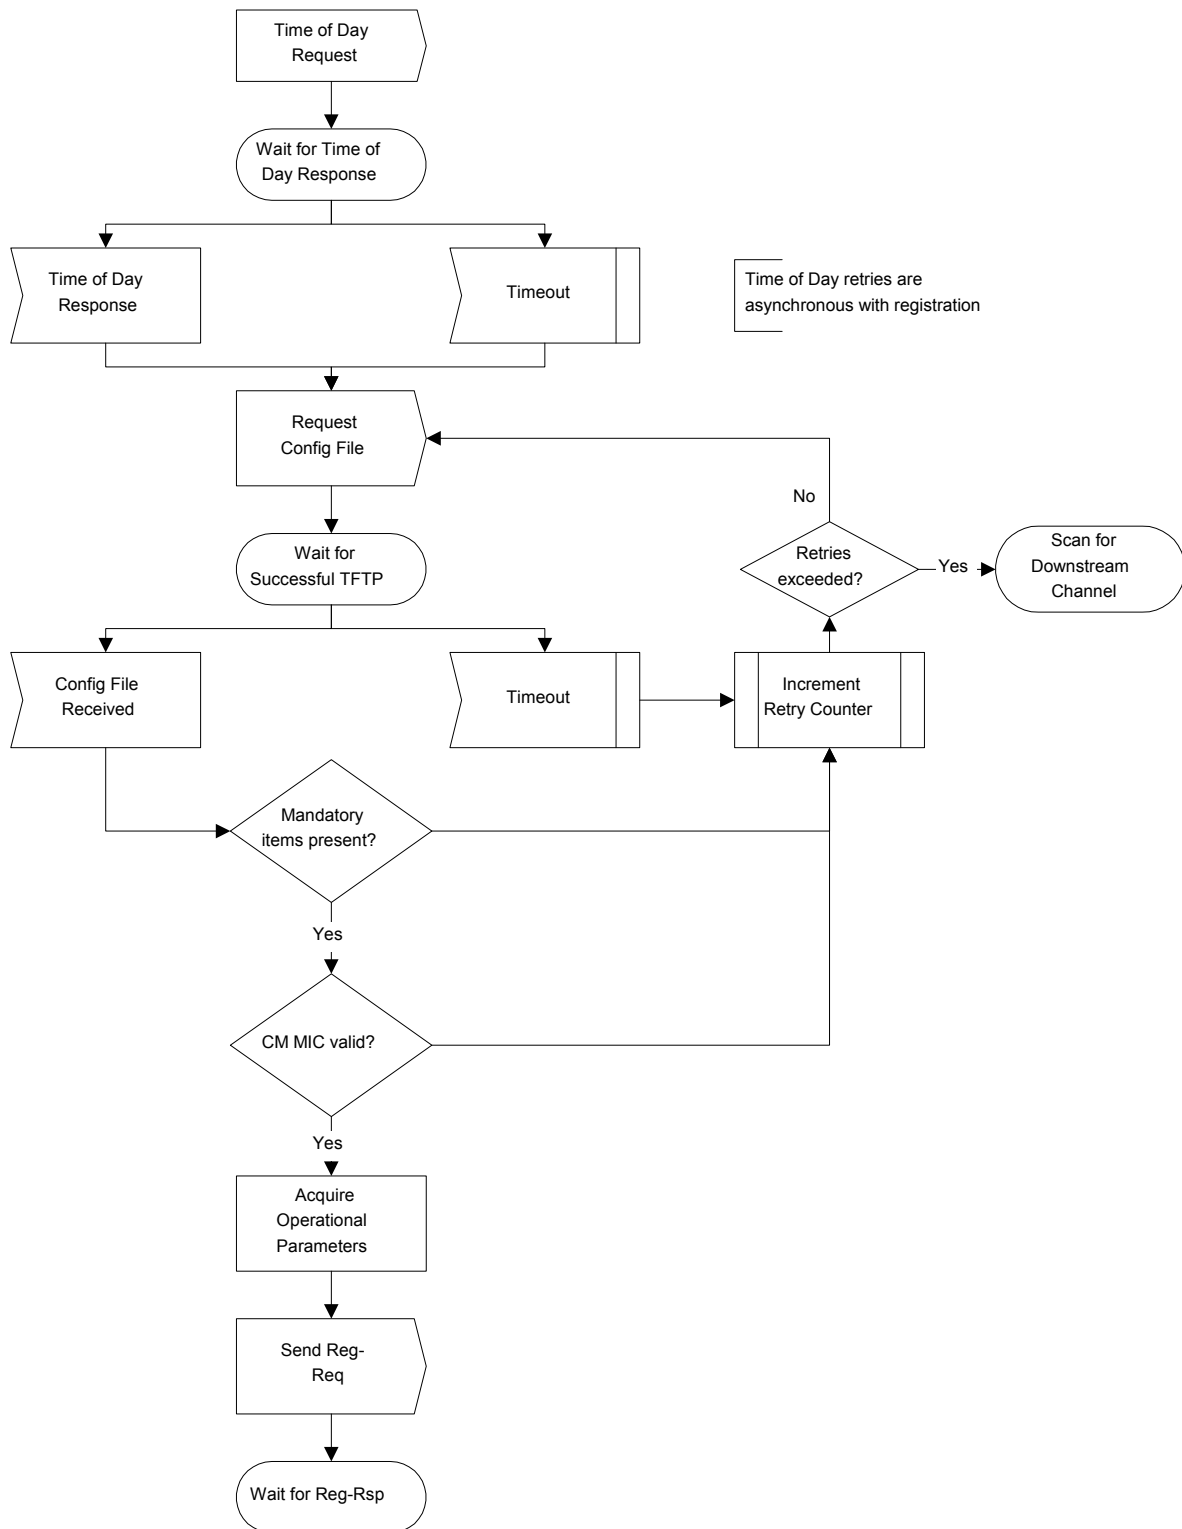 Time of Day
Request
Wait for Time of
Day Response
Time of Day
Response
Timeout
Time of Day retries are
asynchronous with registration
Request
Config File
No
Wait for
Successful TFTP
Retries
exceeded?
Yes
Scan for
Downstream
Channel
Config File
Received
Timeout
Increment
Retry Counter
Mandatory
items present?
Yes
CM MIC valid?
Yes
Acquire
Operational
Parameters
Send Reg-
Req
Wait for Reg-Rsp